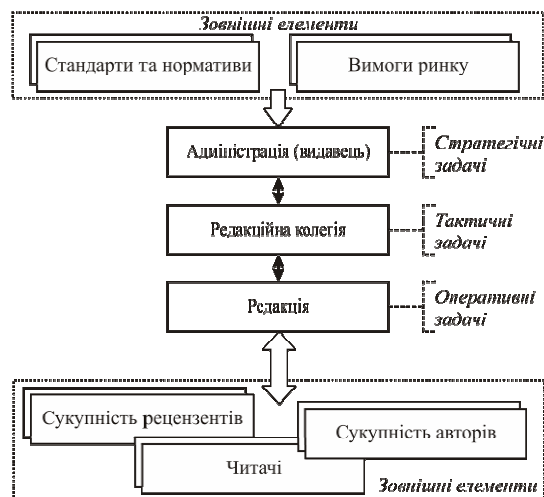 Зовнішні елементи
Стандарти та нормативи
Вимоги ринку
Адміністрація (видавець)
Стратегічні
задачі
Редакційна колегія
Тактичні
задачі
Редакція
Оперативні
задачі
Сукупність рецензентів
Сукупність авторів
Читачі
Зовнішні елементи